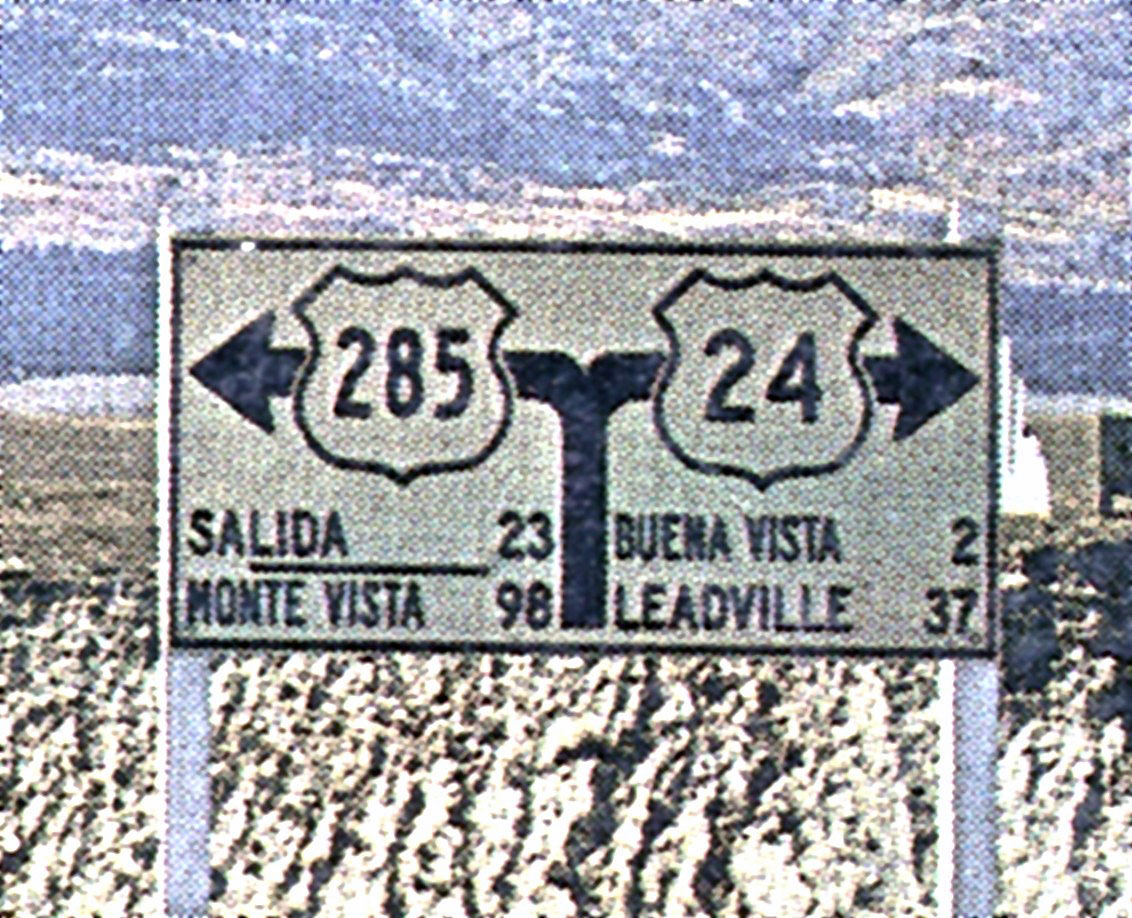 285 24
SALIDA 23 BUENA VISTA 2
MONTE VISTA 98 LEADVILLE 37